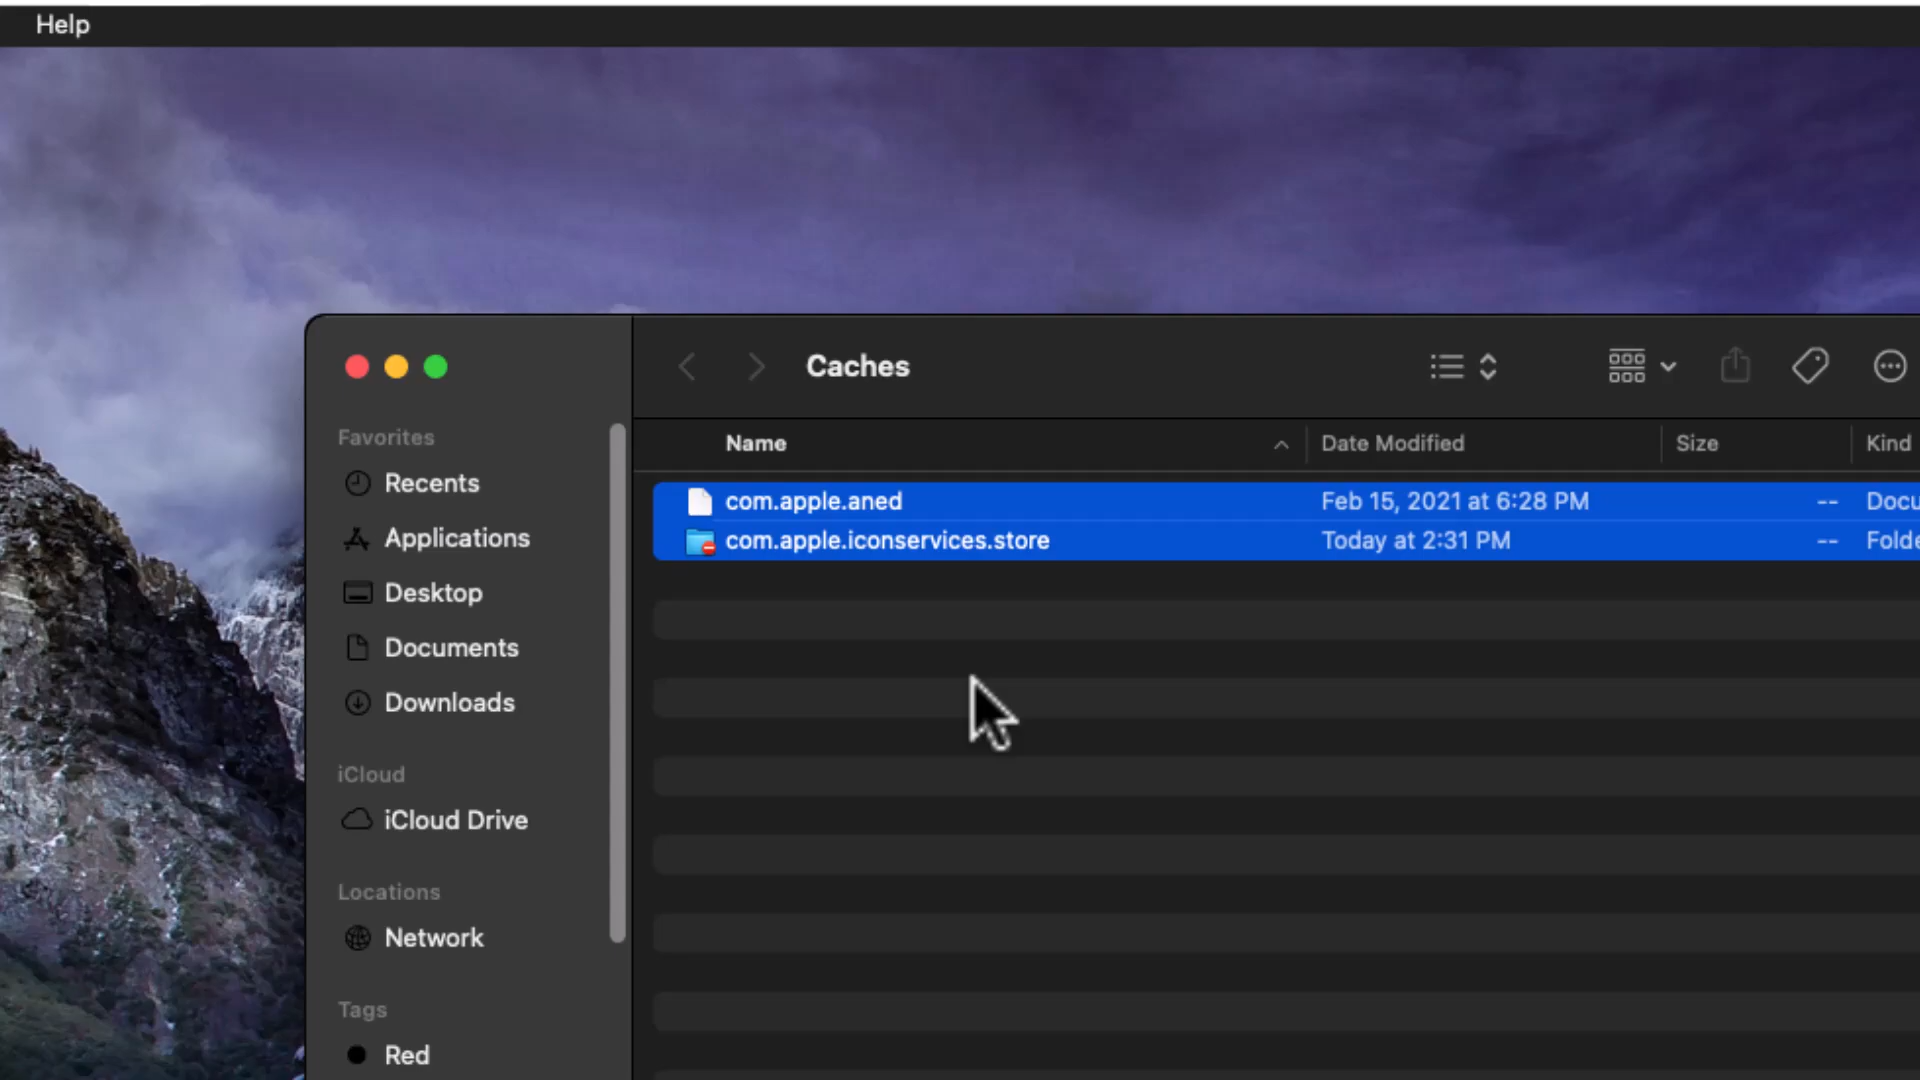 Help
Caches
Name
Date Modified
Size
Kind
Favorites
Recents
Applications
Desktop
Documents
Downloads
iCloud
iCloud Drive
Locations
Network
Tags
Red
com.apple.aned Feb 15, 2021 at 6:28 PM -- Docu
com.apple.iconservices.store Today at 2:31 PM -- Folde